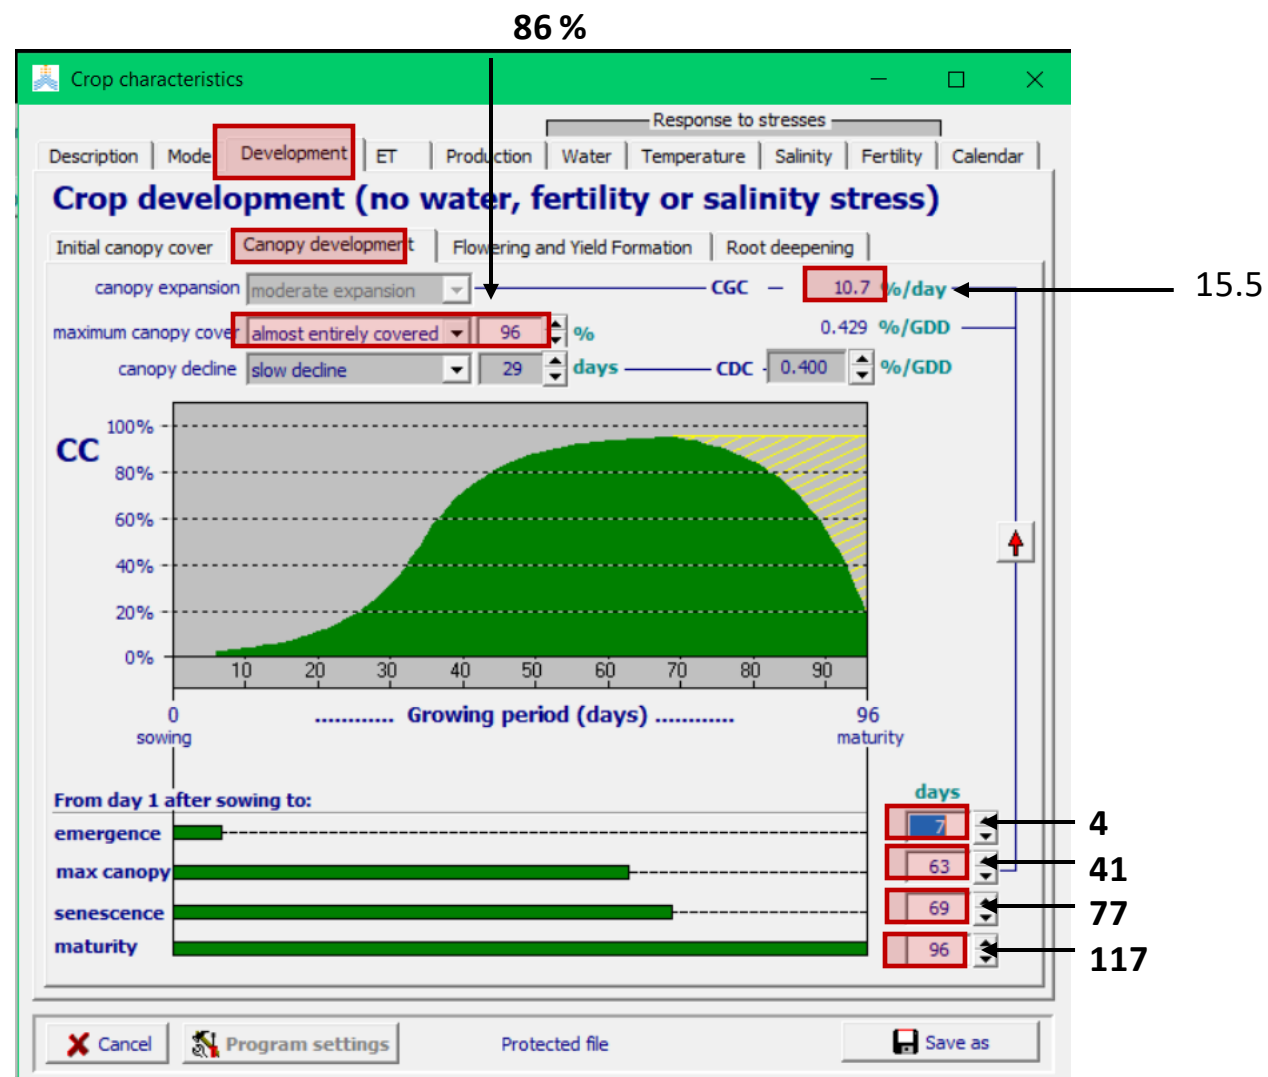 86 %
Crop characteristics
Response to stresses
Description Mode Development ET Production Water Temperature Salinity Fertility Calendar
Crop development (no water, fertility or salinity stress)
Initial canopy cover Canopy development Flowering and Yield Formation Root deepening
canopy expansion moderate expansion CGC 10.7 %/day 15.5
maximum canopy cover almost entirely covered 96 % 0.429 %/GDD
canopy decline slow decline 29 days CDC 0.400 %/GDD
CC
100%
80%
60%
40%
20%
0%
10 20 30 40 50 60 70 80 90
0 ............ Growing period (days) ............ 96
sowing maturity
days
From day 1 after sowing to:
emergence 7 4
max canopy 63 41
senescence 69 77
maturity 96 117
Cancel Program settings Protected file Save as